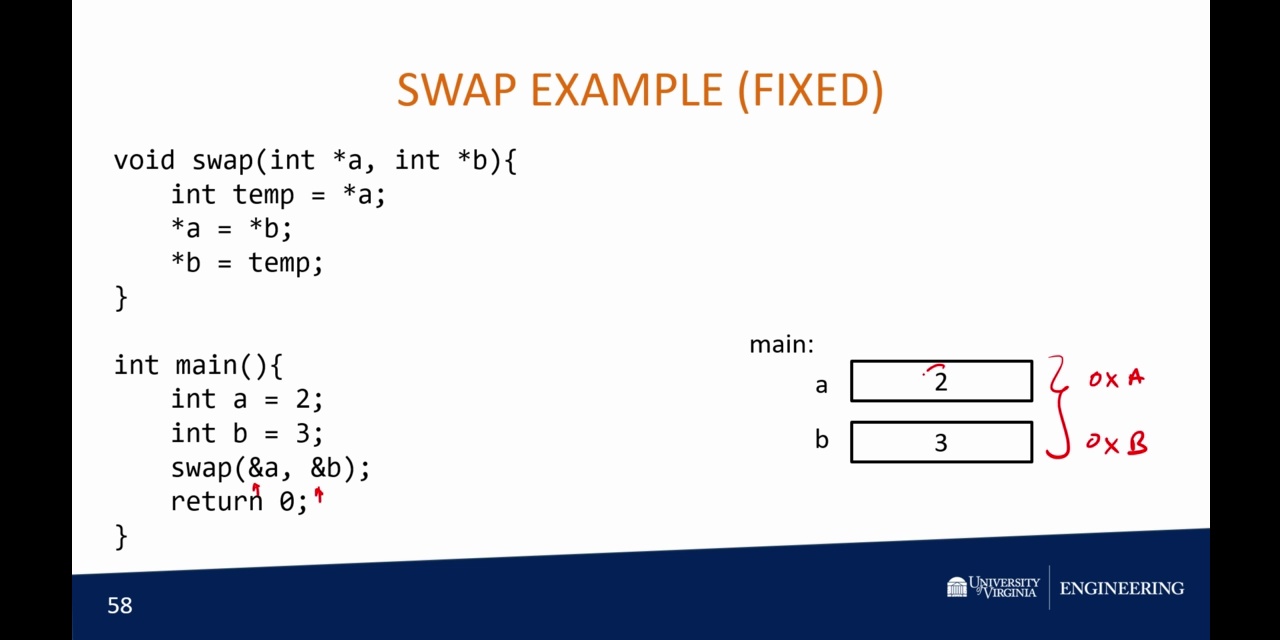 SWAP EXAMPLE (FIXED)
void swap(int *a, int *b){
    int temp = *a;
    *a = *b;
    *b = temp;
}
int main(){
    int a = 2;
    int b = 3;
    swap(&a, &b);
    return 0;
}
main:
a 2 0xA
b 3 0xB
58
UNIVERSITY of VIRGINIA ENGINEERING